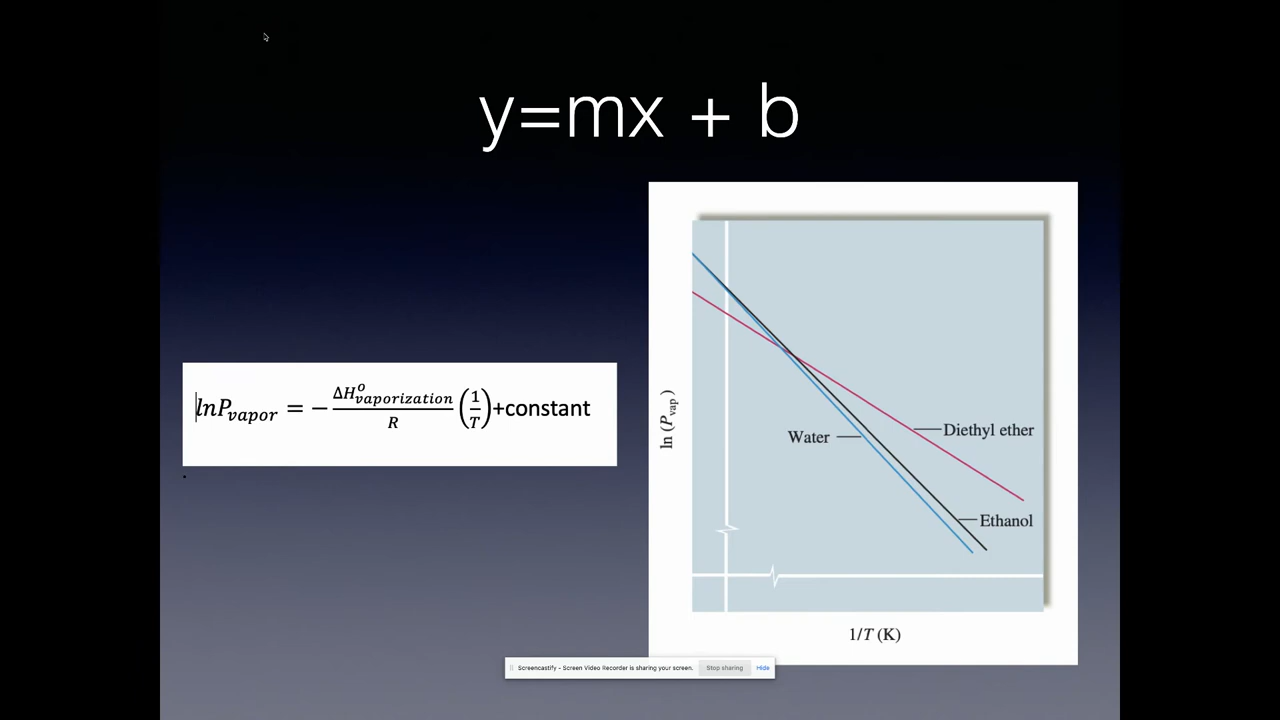 y=mx + b
lnP_vapor = − ΔH°_vaporization / R (1/T)+constant
ln (P_vap)
Water
Diethyl ether
Ethanol
1/T (K)
Screencastify - Screen Video Recorder is sharing your screen. Stop sharing Hide